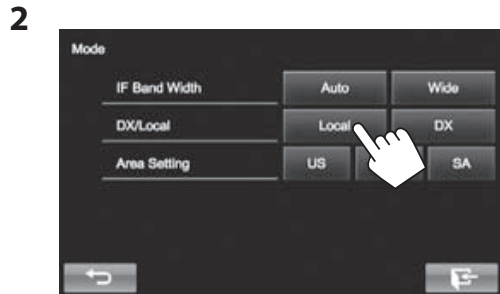 2
Mode
IF Band Width Auto Wide
DX/Local Local DX
Area Setting US SA